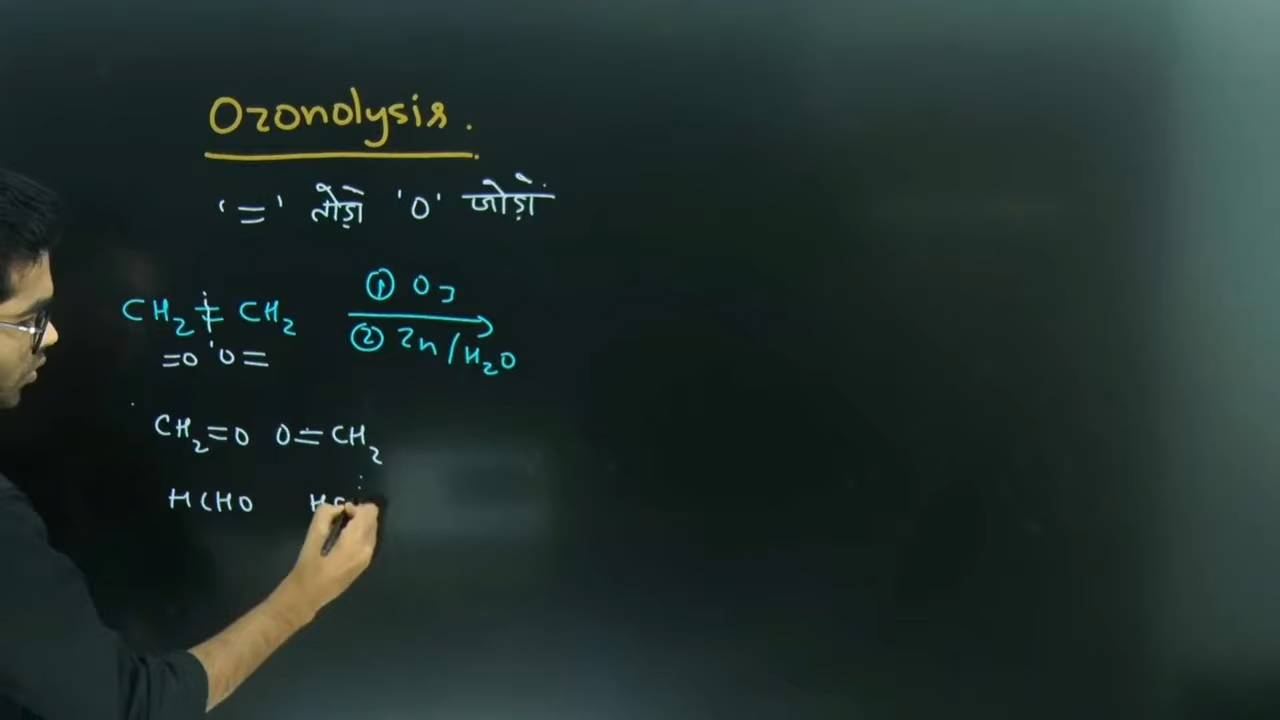 Ozonolysis.
'=' तोड़ो 'O' जोड़ो
CH₂ = CH₂ ① O₃
② Zn/H₂O
=O 'O=
CH₂=O O=CH₂
HCHO